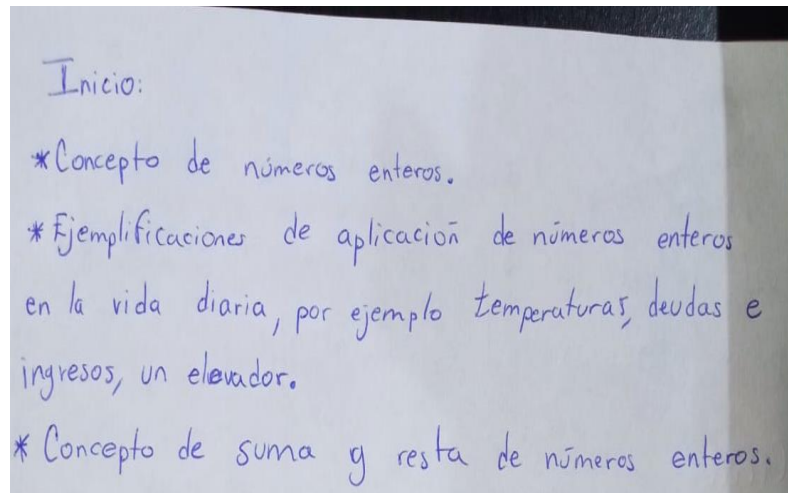 Inicio:
*Concepto de números enteros.
*Ejemplificaciones de aplicación de números enteros
en la vida diaria, por ejemplo temperaturas, deudas e
ingresos, un elevador.
* Concepto de suma y resta de números enteros.